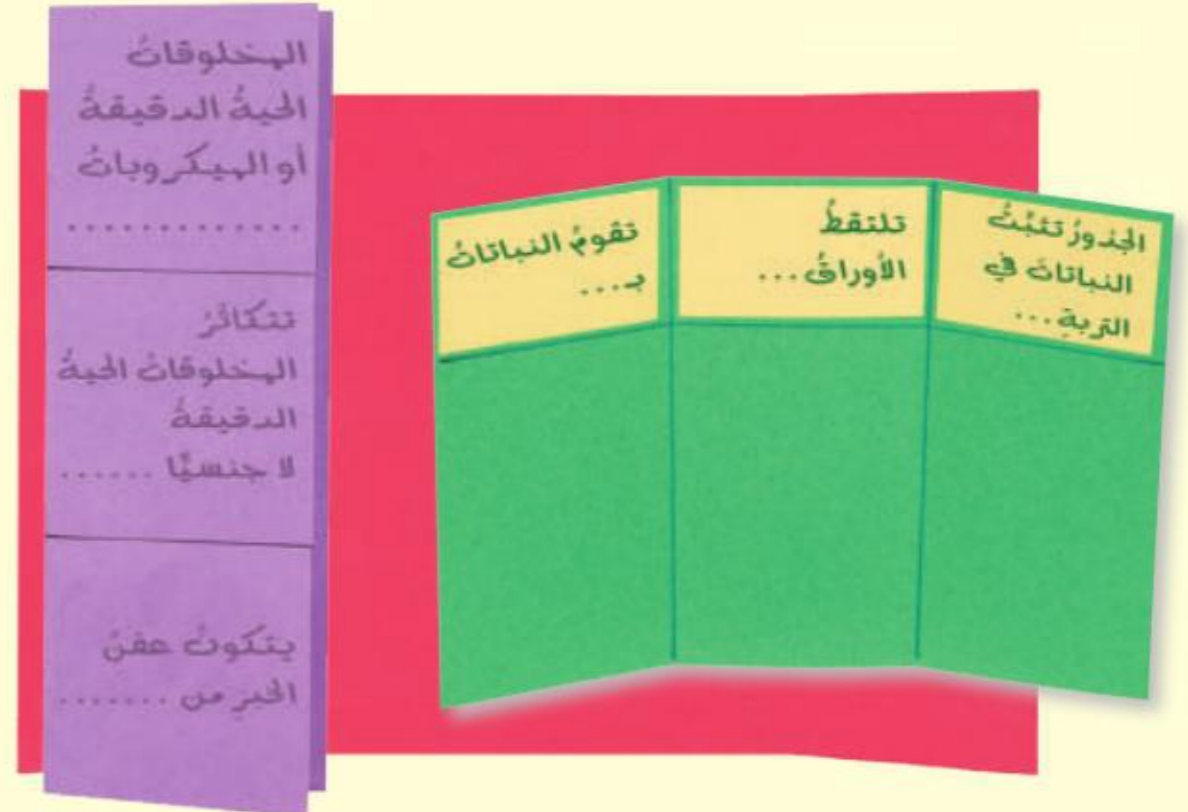 المخلوقاتُ
الحيةُ الدقيقةُ
أو الميكروباتُ
.............
تتكاثرُ
المخلوقاتُ الحيةُ
الدقيقةُ
لا جنسيًّا ......
يتكونُ عفنُ
الخبزِ من .......
الجذورُ تثبِّتُ
النباتاتَ في
التربةِ...
تلتقطُ
الأوراقُ...
تقومُ النباتاتُ
بـ...